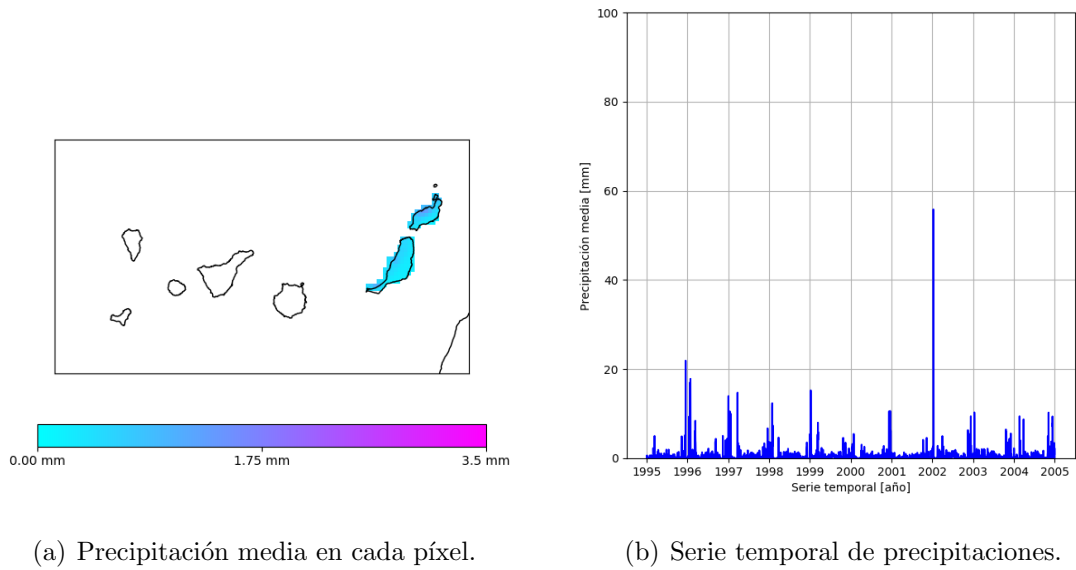 0.00 mm
1.75 mm
3.5 mm
(a) Precipitación media en cada píxel.
100
80
60
40
20
0
Precipitación media [mm]
1995 1996 1997 1998 1999 2000 2001 2002 2003 2004 2005
Serie temporal [año]
(b) Serie temporal de precipitaciones.